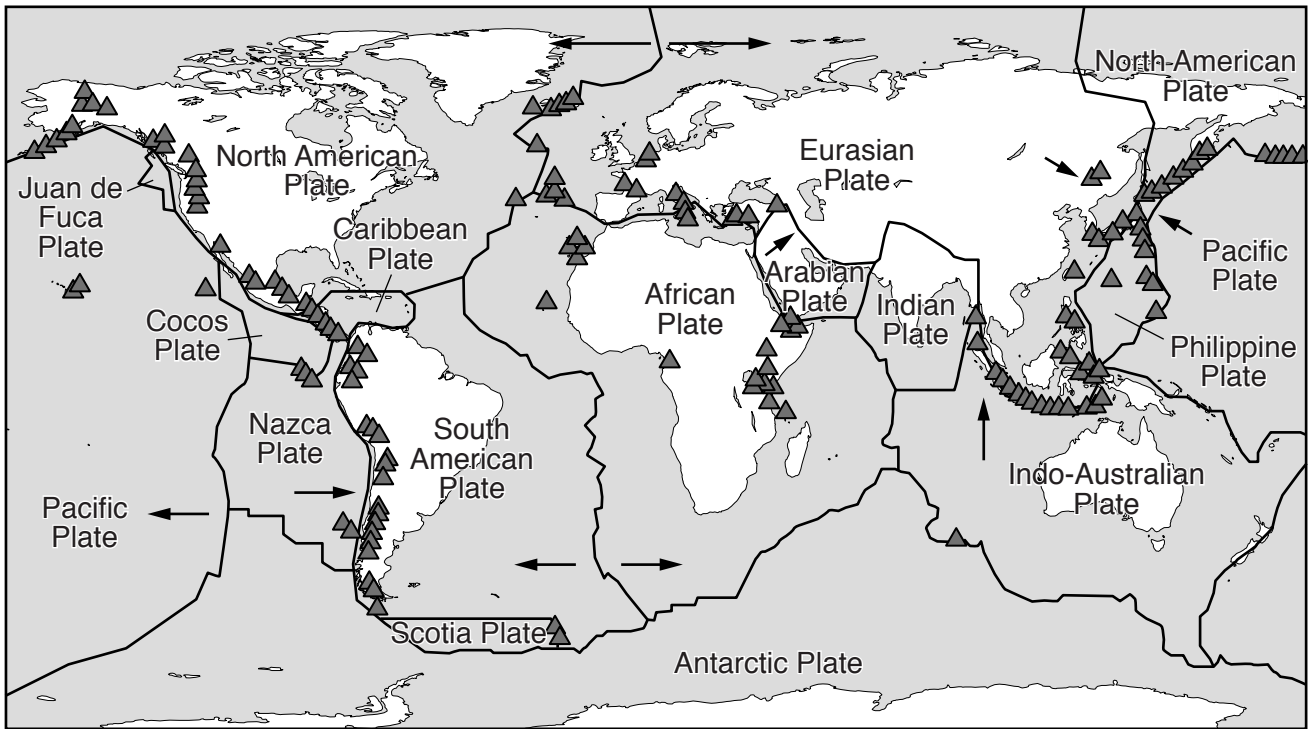 North American
Plate
North American
Plate
Eurasian
Plate
Juan de
Fuca
Plate
Caribbean
Plate
Pacific
Plate
Arabian
Plate
African
Plate
Indian
Plate
Cocos
Plate
Philippine
Plate
Nazca
Plate
South
American
Plate
Indo-Australian
Plate
Pacific
Plate
Scotia Plate
Antarctic Plate